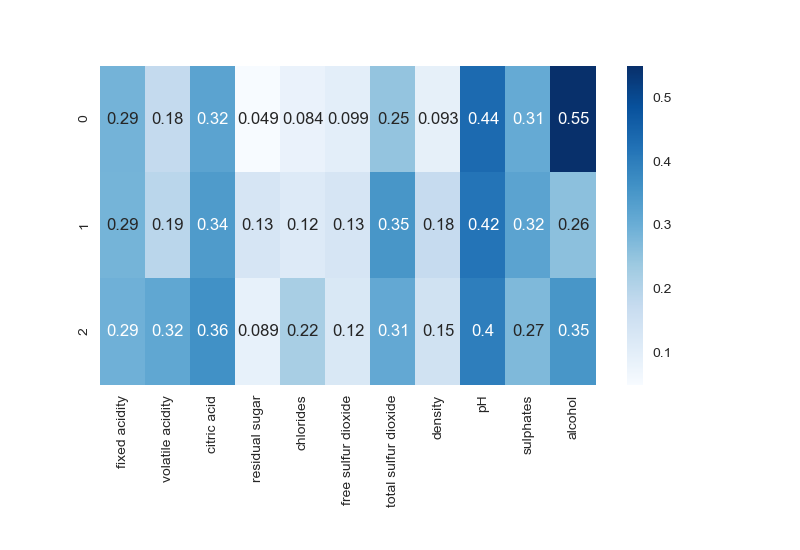 0 0.29 0.18 0.32 0.049 0.084 0.099 0.25 0.093 0.44 0.31 0.55
1 0.29 0.19 0.34 0.13 0.12 0.13 0.35 0.18 0.42 0.32 0.26
2 0.29 0.32 0.36 0.089 0.22 0.12 0.31 0.15 0.4 0.27 0.35
fixed acidity
volatile acidity
citric acid
residual sugar
chlorides
free sulfur dioxide
total sulfur dioxide
density
pH
sulphates
alcohol
0.5
0.4
0.3
0.2
0.1